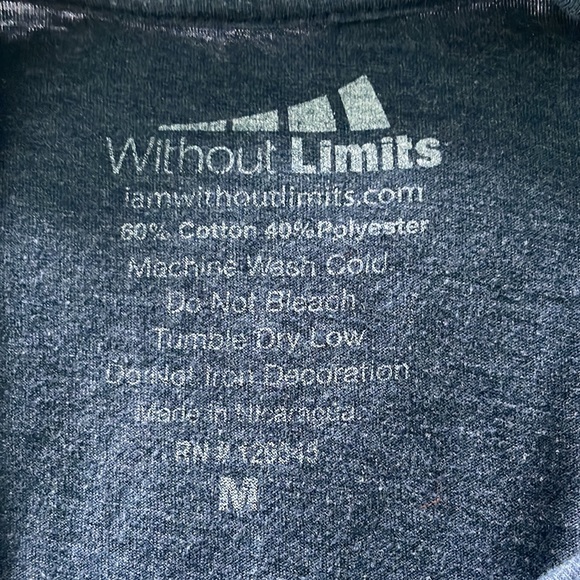 Without Limits
iamwithoutlimits.com
60% Cotton 40% Polyester
Machine Wash Cold
Do Not Bleach
Tumble Dry Low
Do Not Iron Decoration
Made in Nicaragua
RN #
M